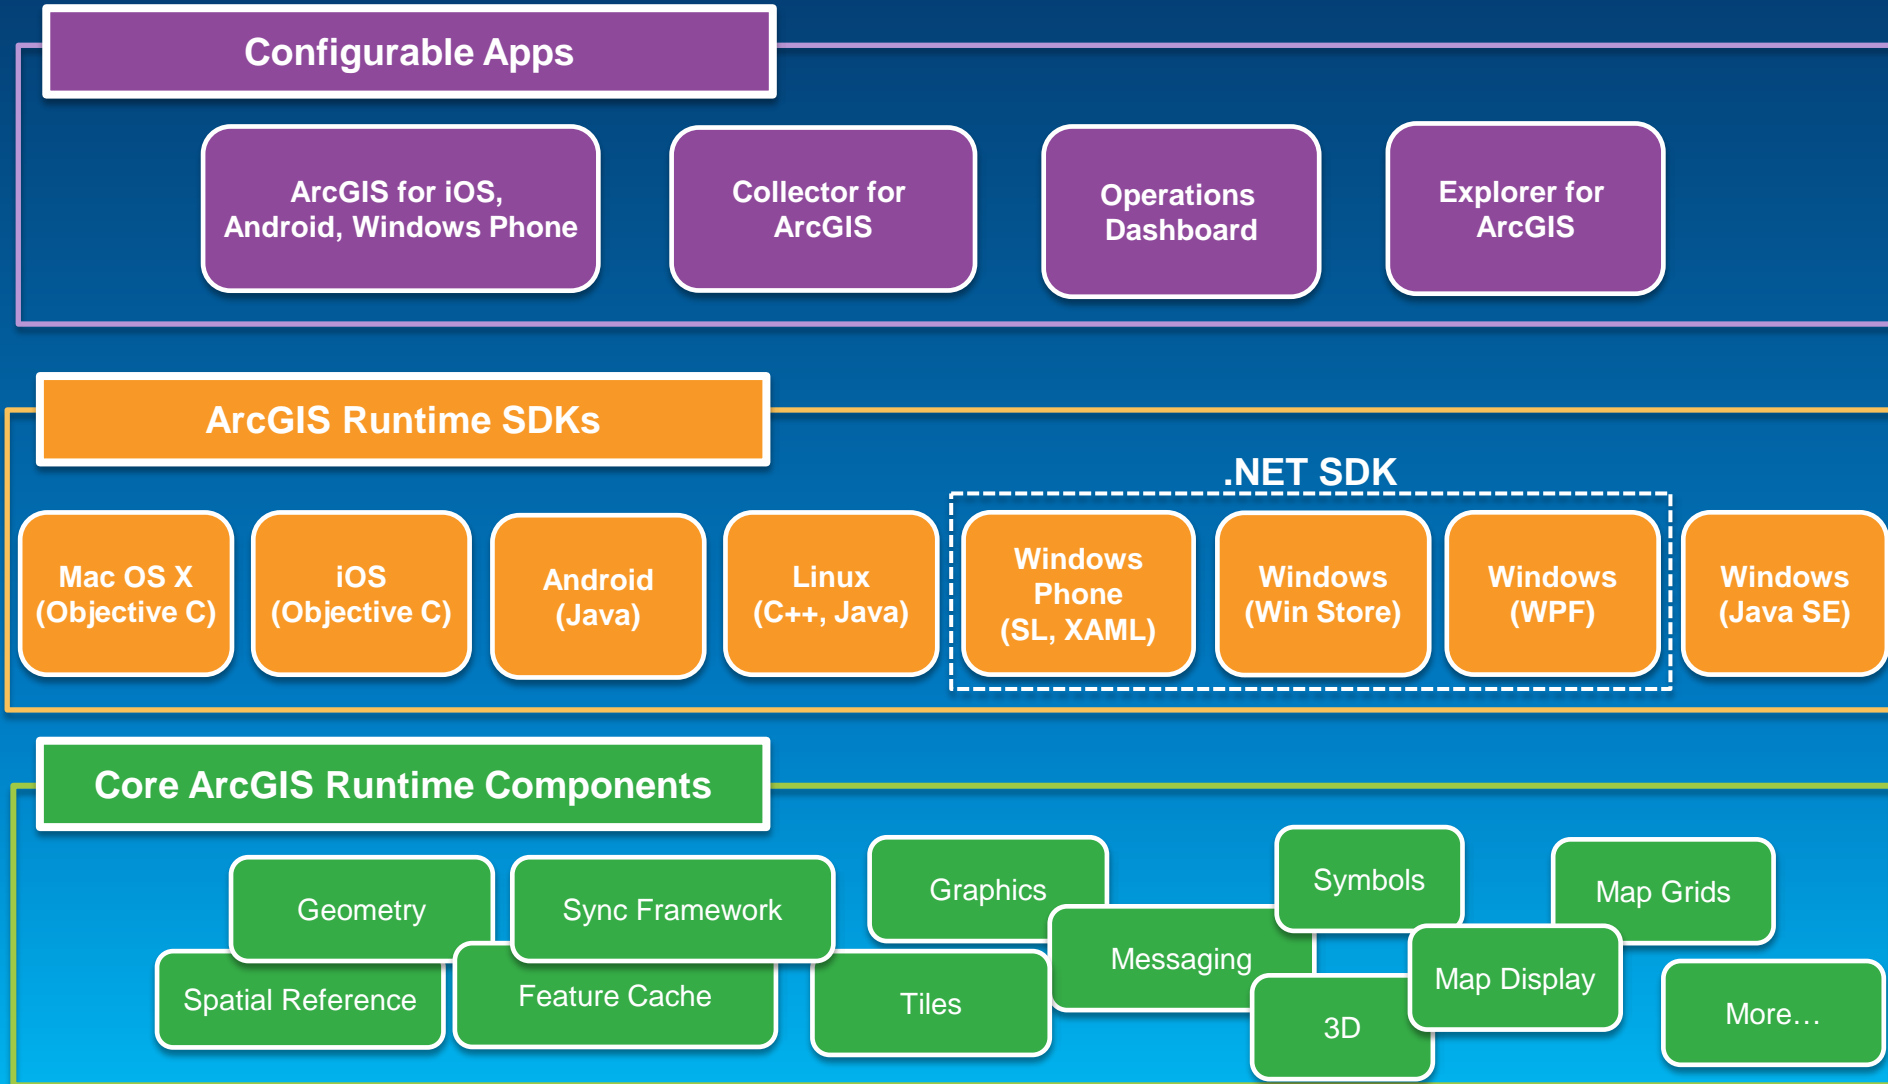 Configurable Apps
ArcGIS for iOS,
Android, Windows Phone
Collector for
ArcGIS
Operations
Dashboard
Explorer for
ArcGIS
ArcGIS Runtime SDKs
.NET SDK
Mac OS X
(Objective C)
iOS
(Objective C)
Android
(Java)
Linux
(C++, Java)
Windows
Phone
(SL, XAML)
Windows
(Win Store)
Windows
(WPF)
Windows
(Java SE)
Core ArcGIS Runtime Components
Geometry
Sync Framework
Graphics
Symbols
Map Grids
Spatial Reference
Feature Cache
Tiles
Messaging
3D
Map Display
More…